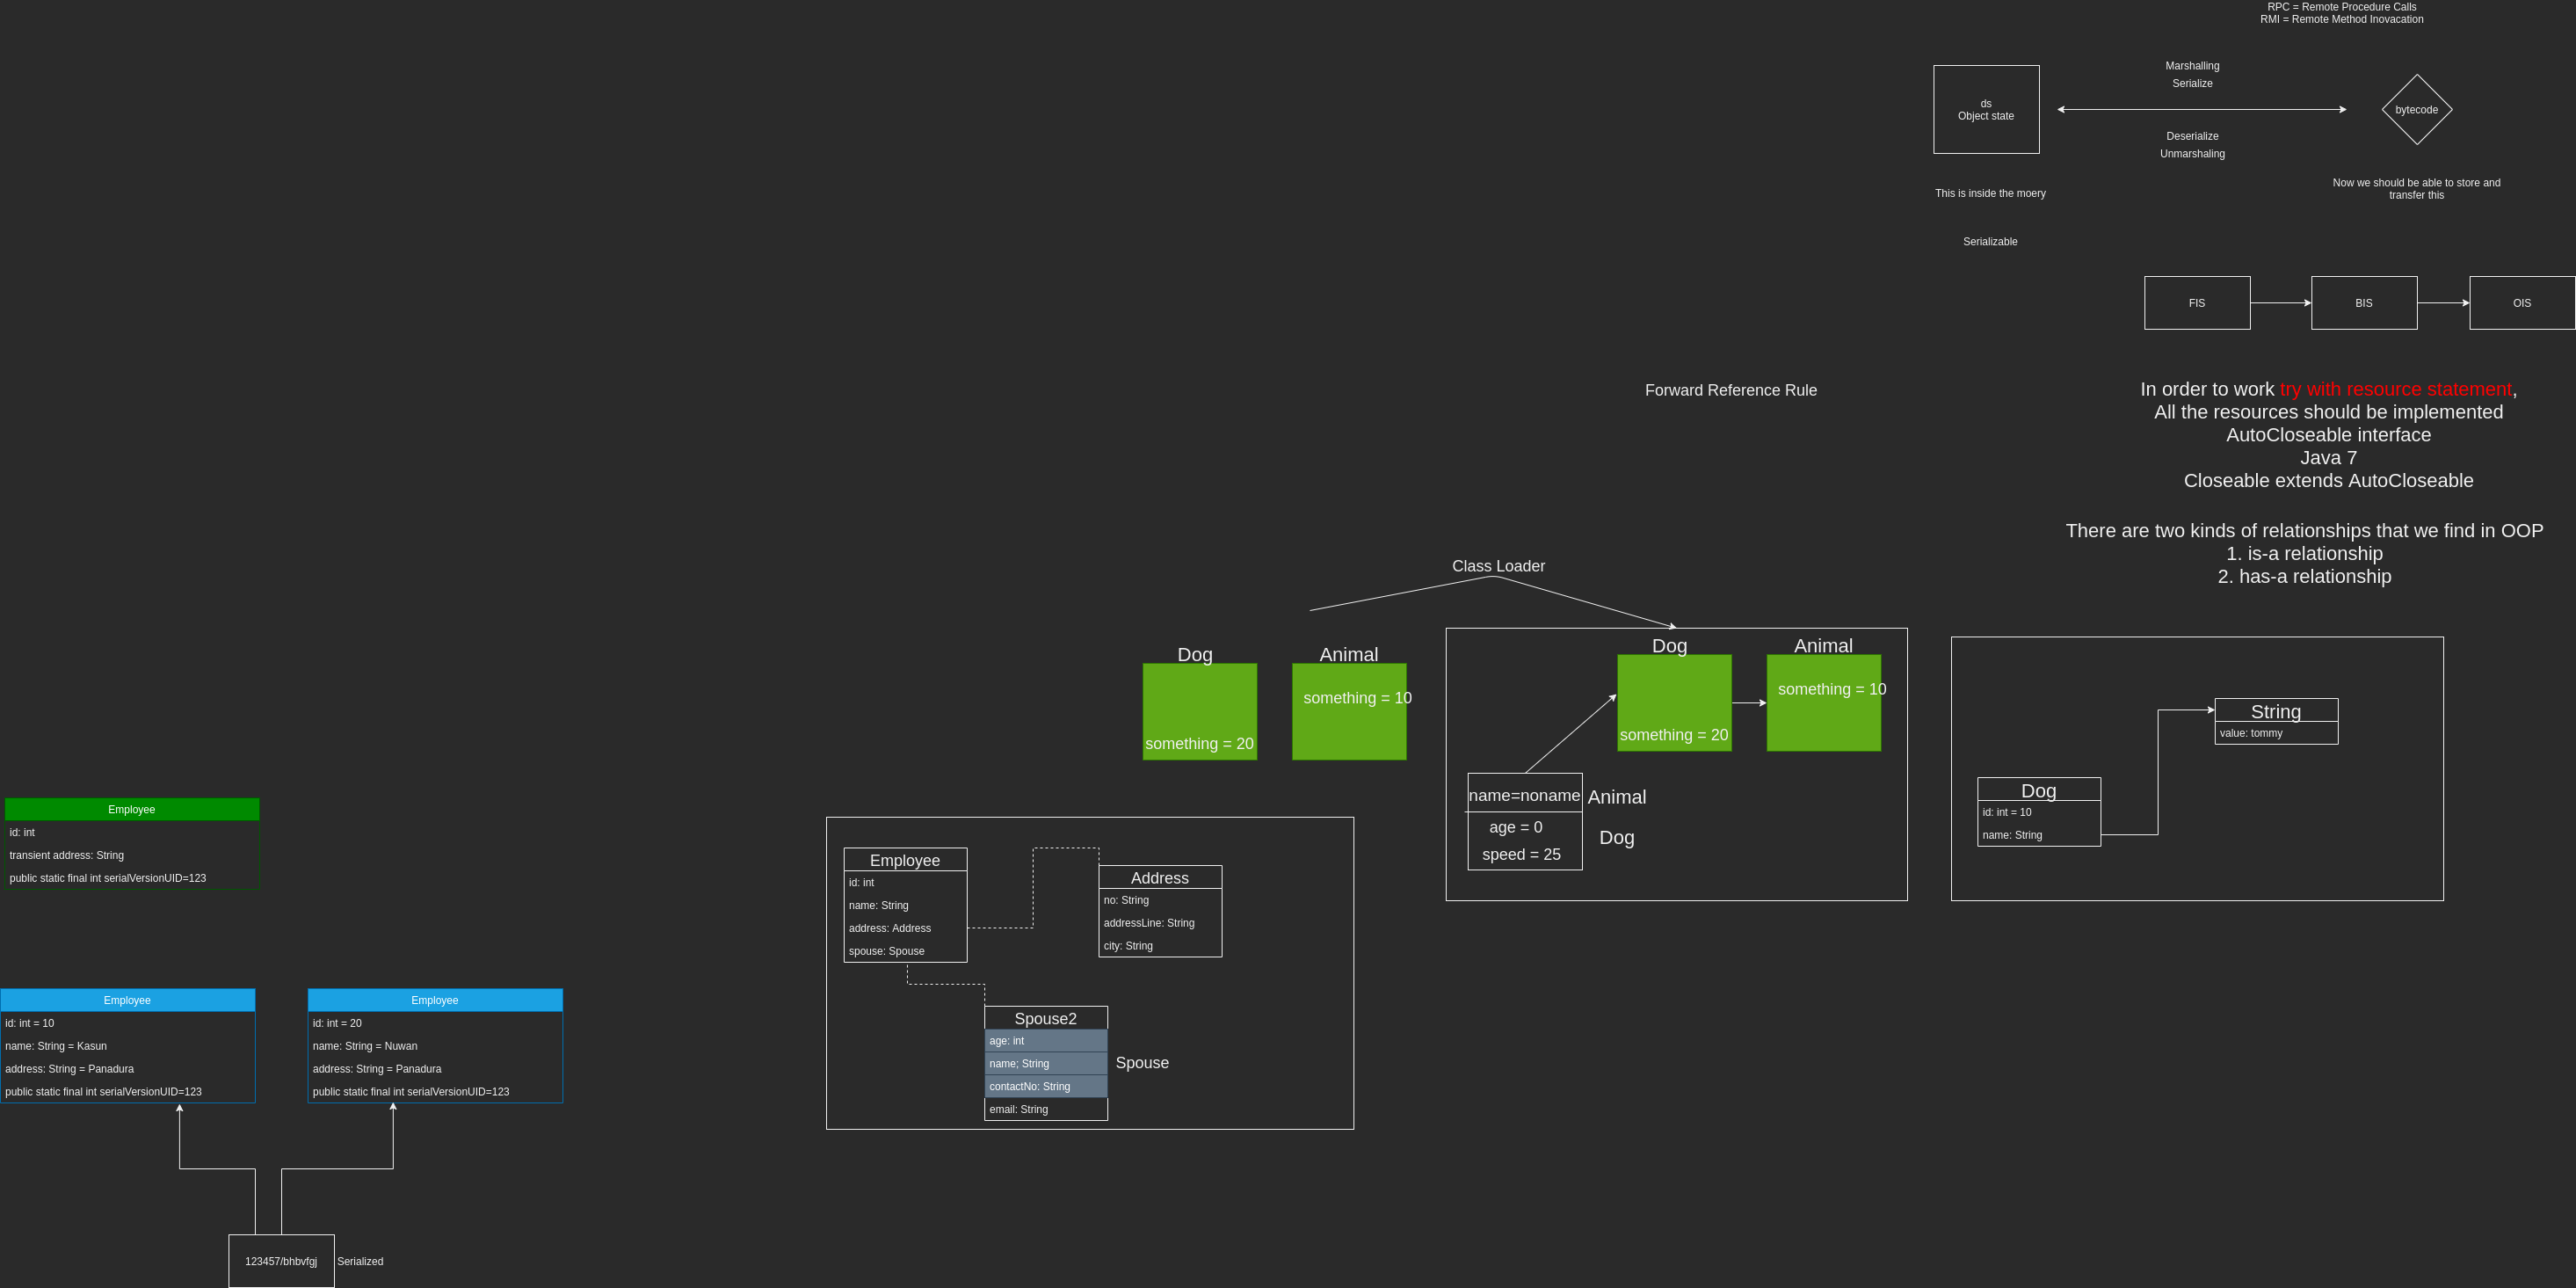 RPC = Remote Procedure Calls
RMI = Remote Method Inovacation
Marshalling
Serialize
ds
Object state
bytecode
Deserialize
Unmarshaling
This is inside the moery
Now we should be able to store and
transfer this
Serializable
FIS
BIS
OIS
Forward Reference Rule
In order to work try with resource statement,
All the resources should be implemented
AutoCloseable interface
Java 7
Closeable extends AutoCloseable
There are two kinds of relationships that we find in OOP
1. is-a relationship
2. has-a relationship
Class Loader
Dog
Animal
something = 10
something = 20
Dog
Animal
something = 10
something = 20
name=noname
Animal
age = 0
Dog
speed = 25
String
value: tommy
Dog
id: int = 10
name: String
Employee
id: int
transient address: String
public static final int serialVersionUID=123
Employee
id: int
name: String
address: Address
spouse: Spouse
Address
no: String
addressLine: String
city: String
Spouse2
age: int
name; String
contactNo: String
email: String
Spouse
Employee
id: int = 10
name: String = Kasun
address: String = Panadura
public static final int serialVersionUID=123
Employee
id: int = 20
name: String = Nuwan
address: String = Panadura
public static final int serialVersionUID=123
123457/bhbvfgj
Serialized